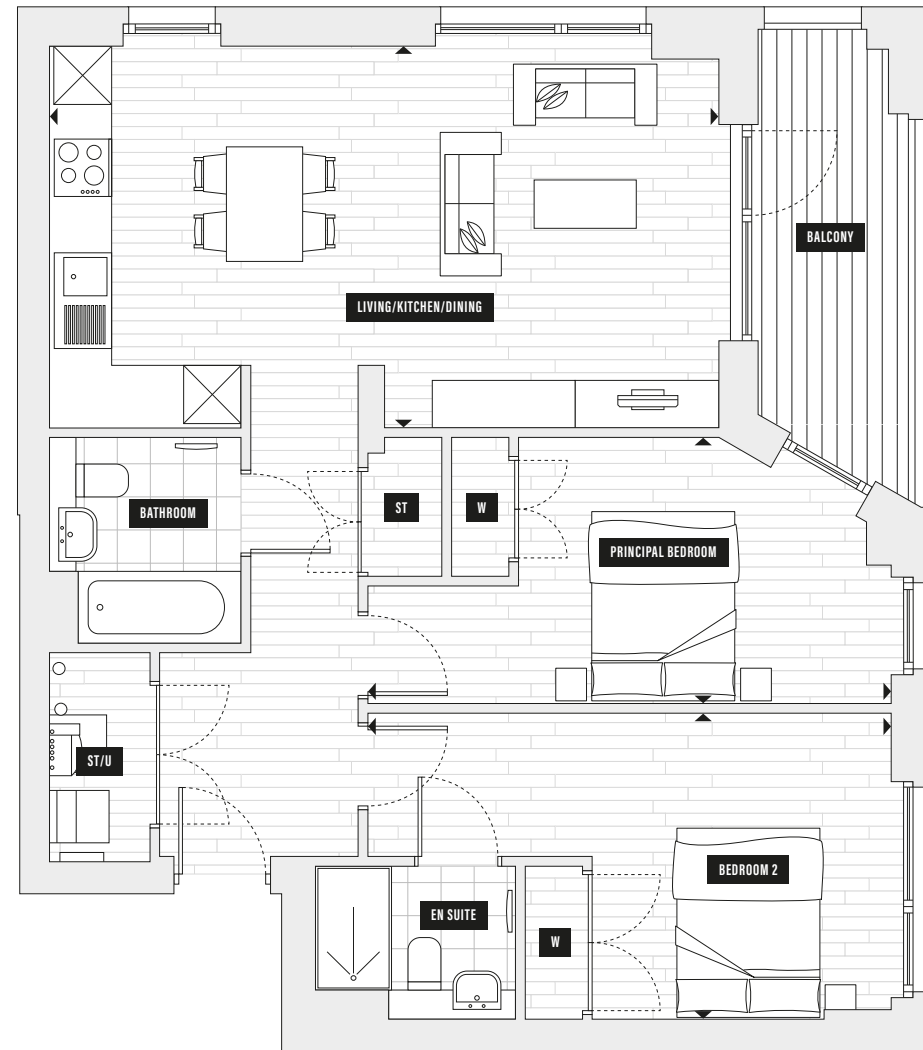 BALCONY
LIVING/KITCHEN/DINING
BATHROOM
ST
W
PRINCIPAL BEDROOM
ST/U
BEDROOM 2
EN SUITE
W